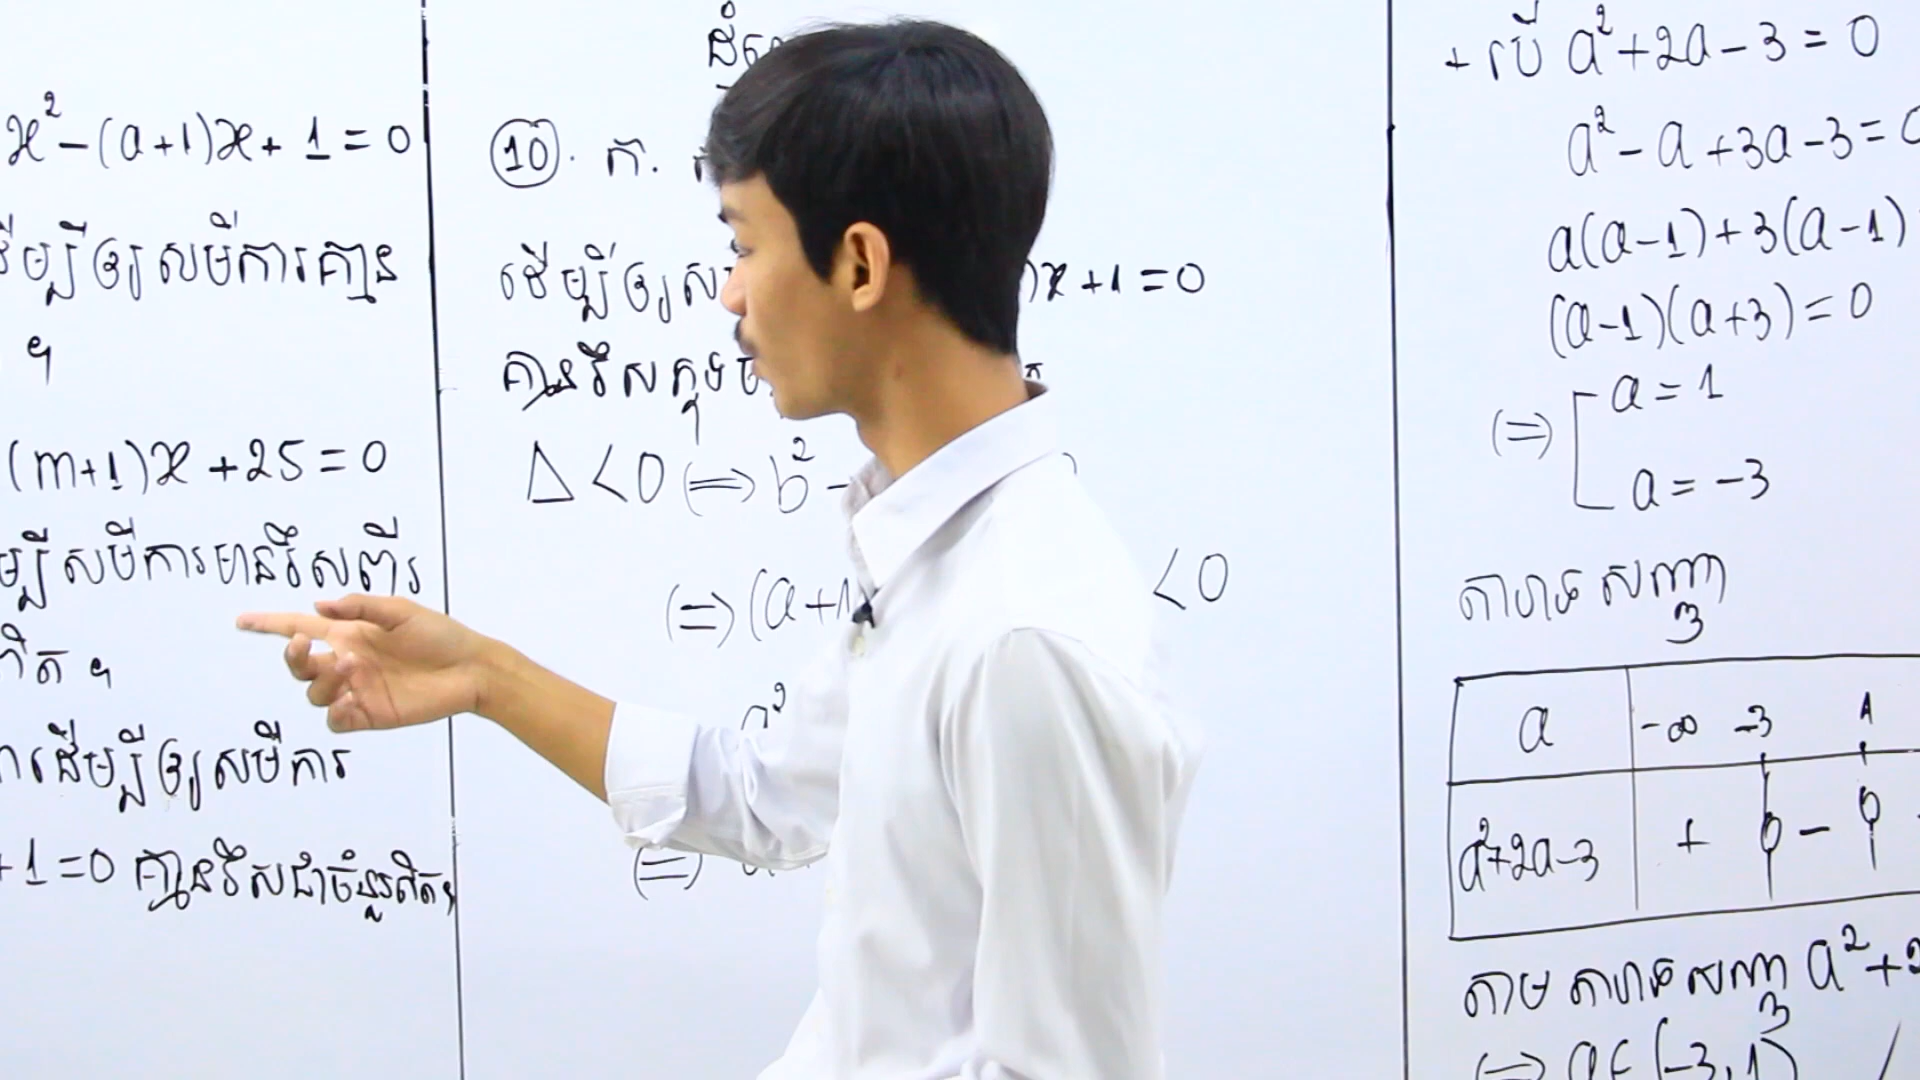 x² - (a+1)x + 1 = 0
ដើម្បីឲ្យសមីការគ្មាន
។
(m+1)x + 25 = 0
ម្បីសមីការមានរឹសពីរ
ពិត ។
ដើម្បីឲ្យសមីការ
+ 1 = 0 គ្មានរឹសជាចំនួនពិត។
10. ក.
ដើម្បីឲ្យស
)x + 1 = 0
គ្មានរឹសក្នុង
Δ < 0 (=) b² -
(=) (a+1
< 0
a²
(=)
+ បើ a² + 2a - 3 = 0
a² - a + 3a - 3 = 0
a(a-1) + 3(a-1)
(a-1)(a+3) = 0
(=) [ a = 1
a = -3
តារាងសញ្ញា
a -∞ -3 1
a²+2a-3 + 0 - 0
តាម តារាងសញ្ញា a² + 2
(=) a ∈ (-3, 1)